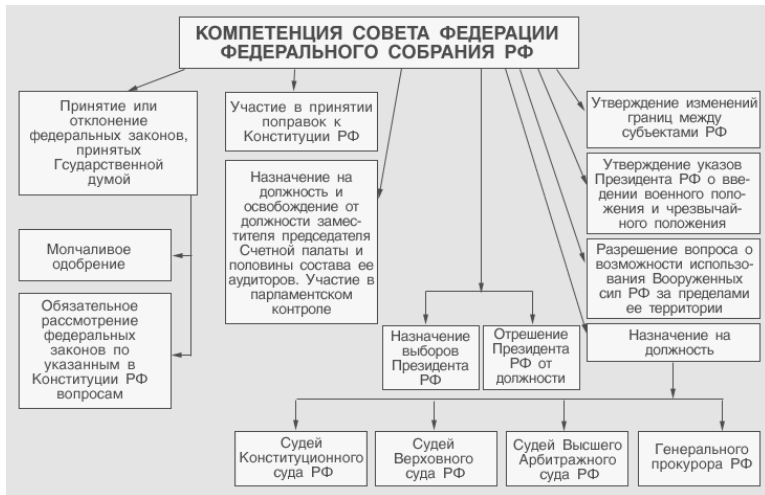 КОМПЕТЕНЦИЯ СОВЕТА ФЕДЕРАЦИИ
ФЕДЕРАЛЬНОГО СОБРАНИЯ РФ
Принятие или
отклонение
федеральных законов,
принятых
Гсударственной
думой
Молчаливое
одобрение
Обязательное
рассмотрение
федеральных
законов по
указанным в
Конституции РФ
вопросам
Участие в принятии
поправок к
Конституции РФ
Назначение на
должность и
освобождение от
должности замес-
тителя председателя
Счетной палаты и
половины состава ее
аудиторов. Участие в
парламентском
контроле
Назначение
выборов
Президента
РФ
Отрешение
Президента
РФ от
должности
Утверждение изменений
границ между
субъектами РФ
Утверждение указов
Президента РФ о вве-
дении военного поло-
жения и чрезвычай-
ного положения
Разрешение вопроса о
возможности использо-
вания Вооруженных
сил РФ за пределами
ее территории
Назначение на
должность
Судей
Конституционного
суда РФ
Судей
Верховного
суда РФ
Судей Высшего
Арбитражного
суда РФ
Генерального
прокурора РФ